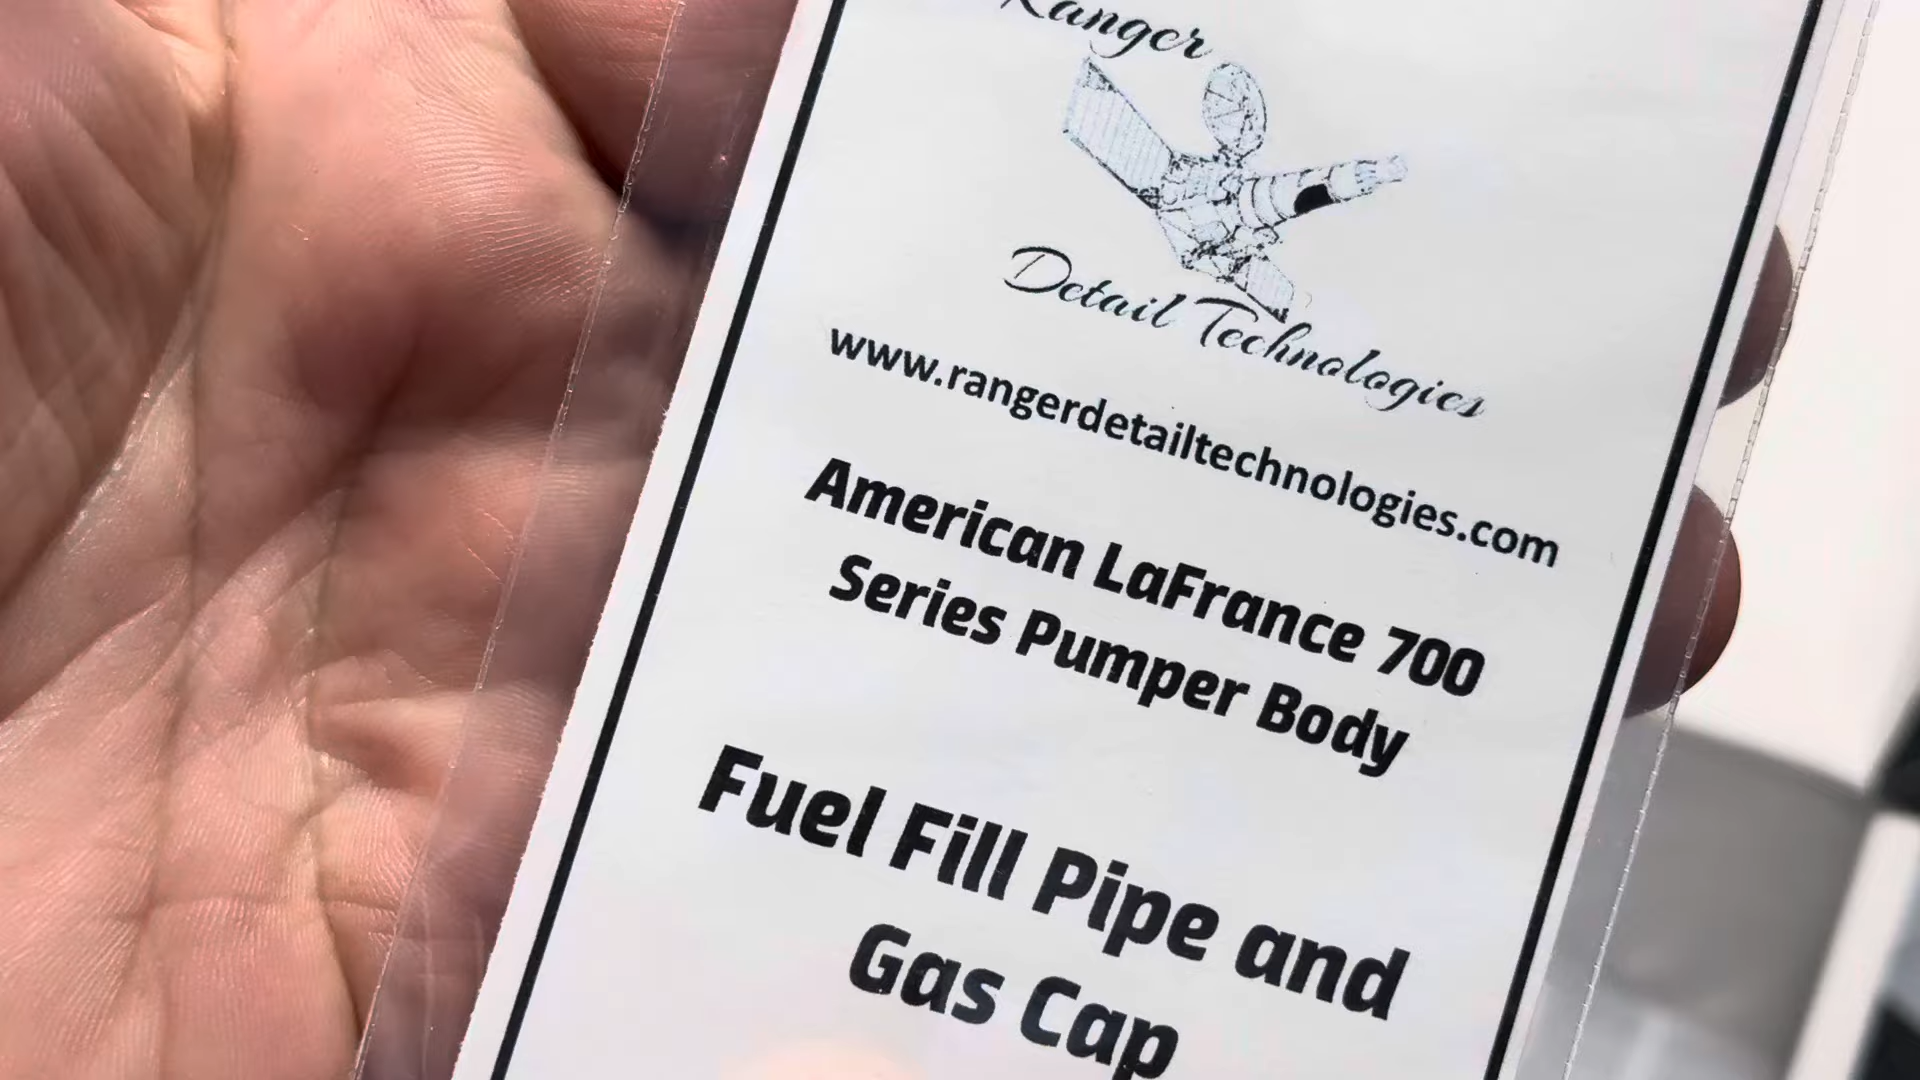 Ranger
Detail Technologies
www.rangerdetailtechnologies.com
American LaFrance 700
Series Pumper Body
Fuel Fill Pipe and
Gas Cap